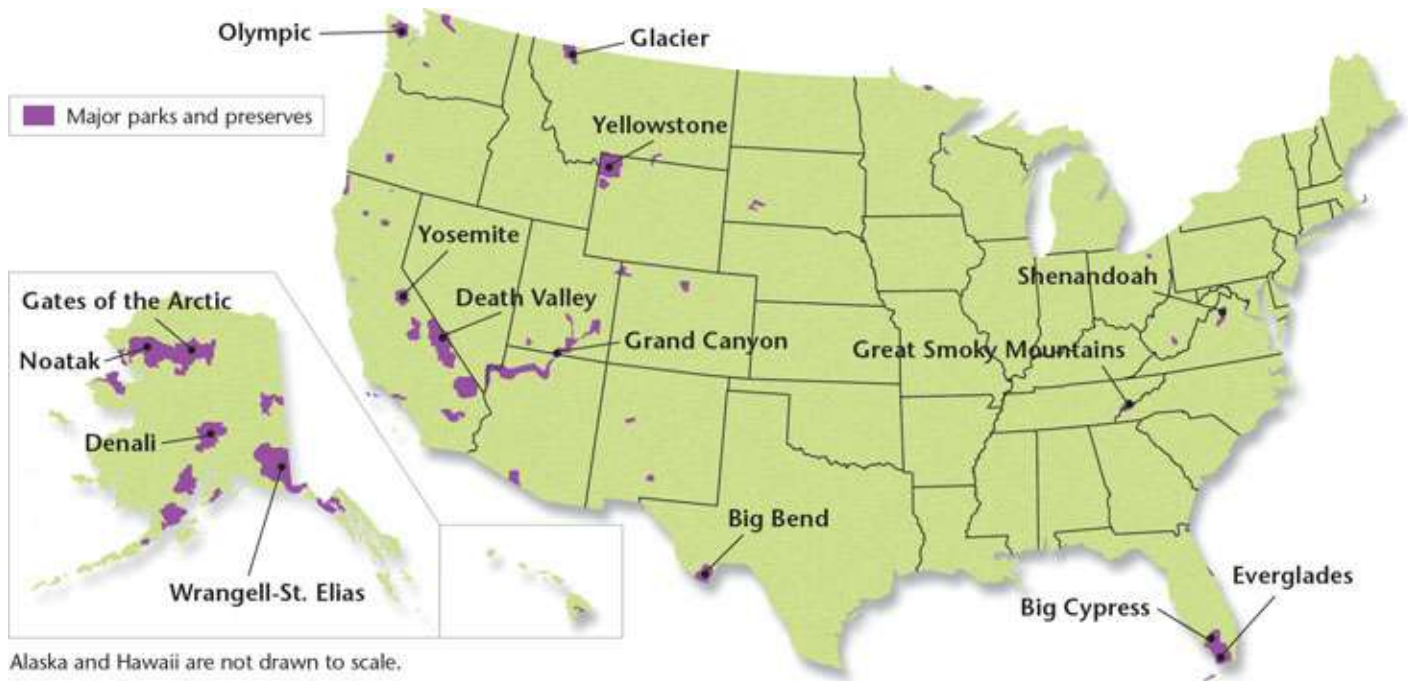 Olympic
Glacier
Major parks and preserves
Yellowstone
Yosemite
Shenandoah
Gates of the Arctic
Death Valley
Noatak
Grand Canyon
Great Smoky Mountains
Denali
Big Bend
Everglades
Wrangell-St. Elias
Big Cypress
Alaska and Hawaii are not drawn to scale.